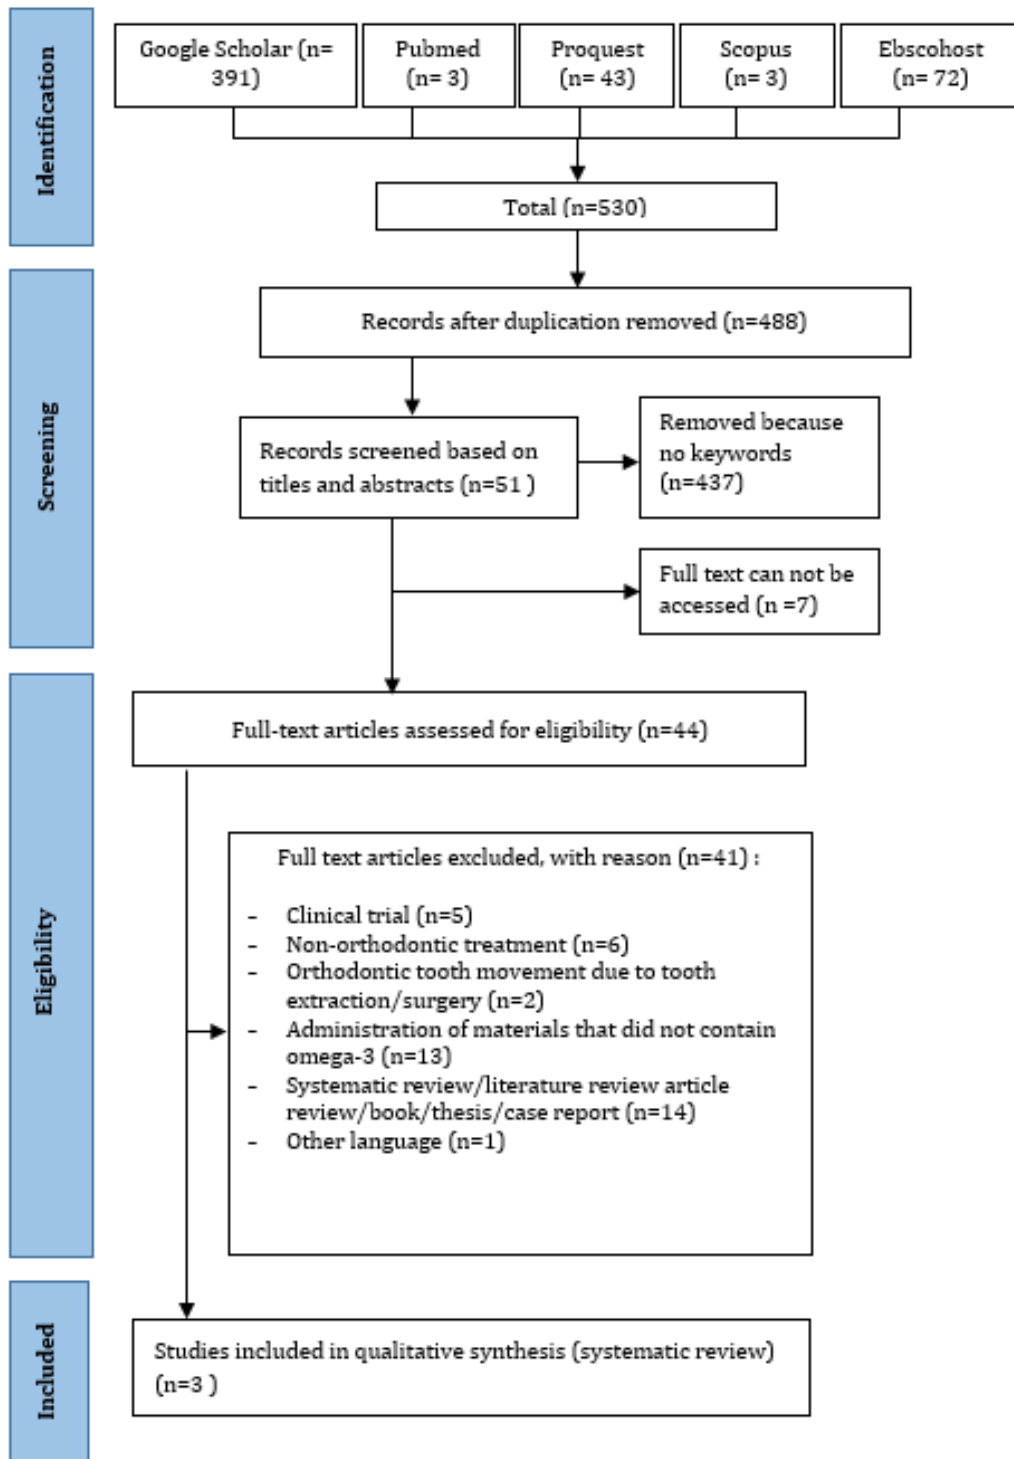 Identification
Google Scholar (n=
391)
Pubmed
(n= 3)
Proquest
(n= 43)
Scopus
(n= 3)
Ebscohost
(n= 72)
Total (n=530)
Screening
Records after duplication removed (n=488)
Records screened based on
titles and abstracts (n=51 )
Removed because
no keywords
(n=437)
Full text can not be
accessed (n =7)
Eligibility
Full-text articles assessed for eligibility (n=44)
Full text articles excluded, with reason (n=41) :
- Clinical trial (n=5)
- Non-orthodontic treatment (n=6)
- Orthodontic tooth movement due to tooth
extraction/surgery (n=2)
- Administration of materials that did not contain
omega-3 (n=13)
- Systematic review/literature review article
review/book/thesis/case report (n=14)
- Other language (n=1)
Included
Studies included in qualitative synthesis (systematic review)
(n=3 )